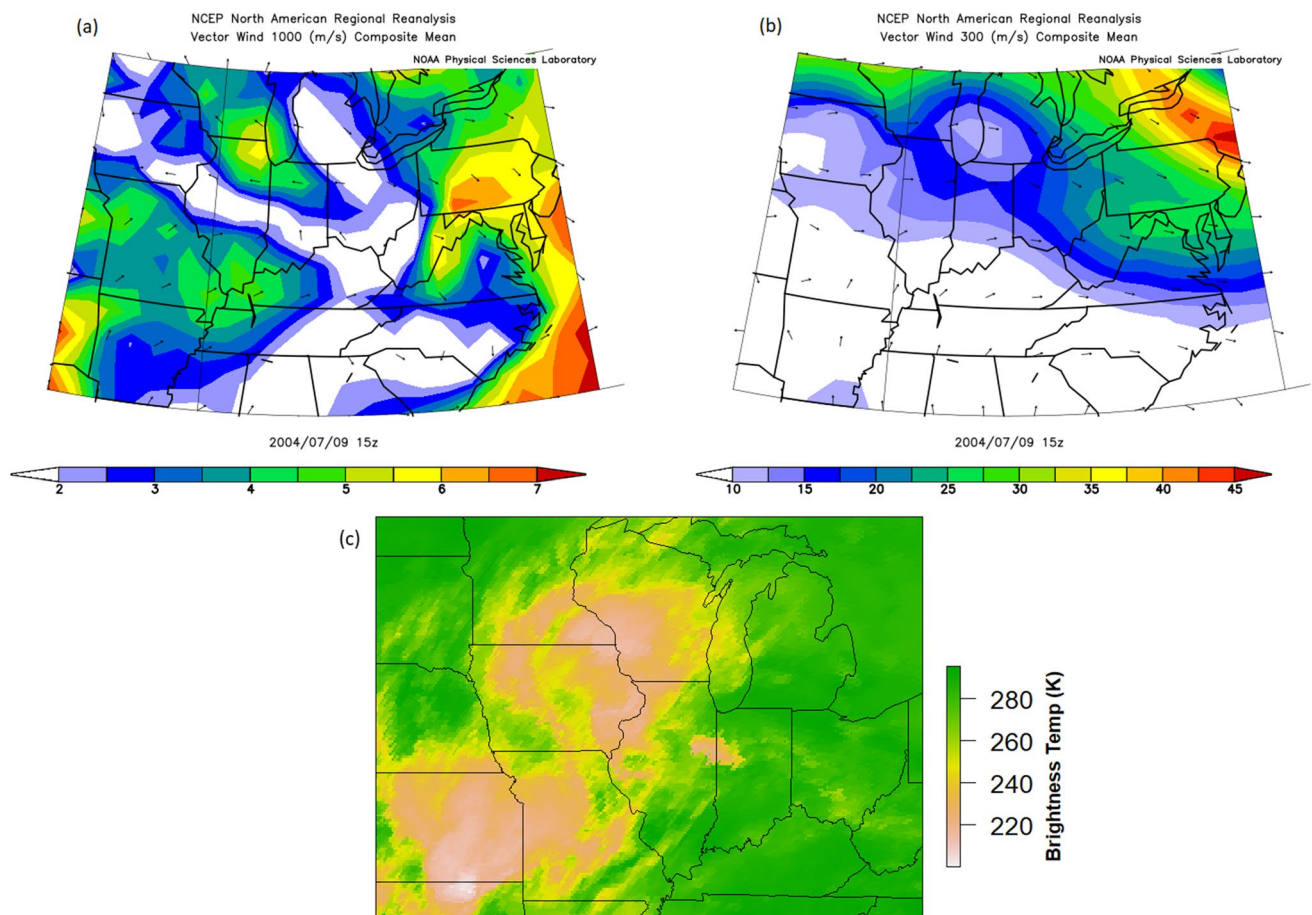 (a)
NCEP North American Regional Reanalysis
Vector Wind 1000 (m/s) Composite Mean
NOAA Physical Sciences Laboratory
2004/07/09 15z
2 3 4 5 6 7
(b)
NCEP North American Regional Reanalysis
Vector Wind 300 (m/s) Composite Mean
NOAA Physical Sciences Laboratory
2004/07/09 15z
10 15 20 25 30 35 40 45
(c)
280
260
240
220
Brightness Temp (K)